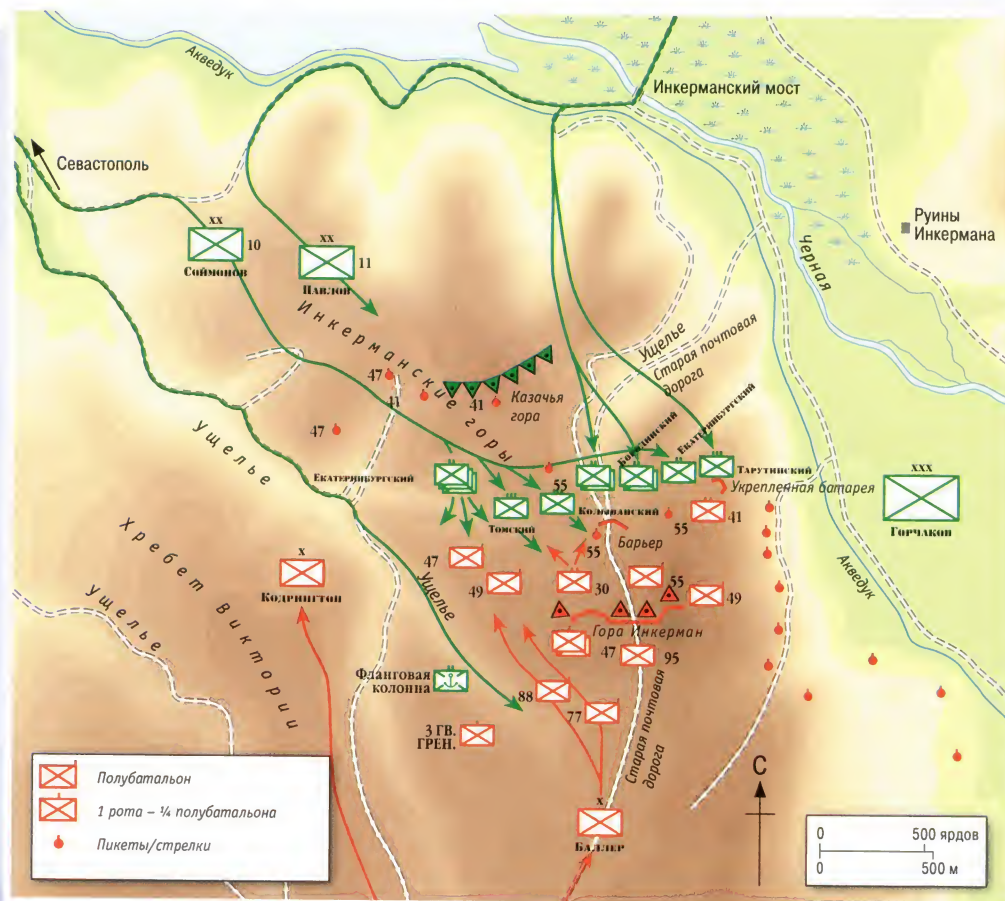 Акведук
Инкерманский мост
Севастополь
Руины
Инкермана
Черная
XX
10
Соймонов
XX
11
Павлов
Инкерманские горы
Ущелье
Старая почтовая
дорога
47
41
41
Казачья
гора
47
Ущелье
Екатеринбургский
Томский
55
Колыванский
Бородинский
Екатеринбургский
Тарутинский
Укрепленная батарея
41
55
55
Барьер
XXX
Горчаков
Хребет Виктории
Ущелье
X
Кодрингтон
47
49
Ущелье
30
55
49
Гора Инкерман
47
95
Акведук
Фланговая
колонна
88
77
3 ГВ.
ГРЕН.
Старая почтовая
дорога
X
Баллер
Полубатальон
1 рота – ¼ полубатальона
Пикеты/стрелки
С
0 500 ярдов
0 500 м